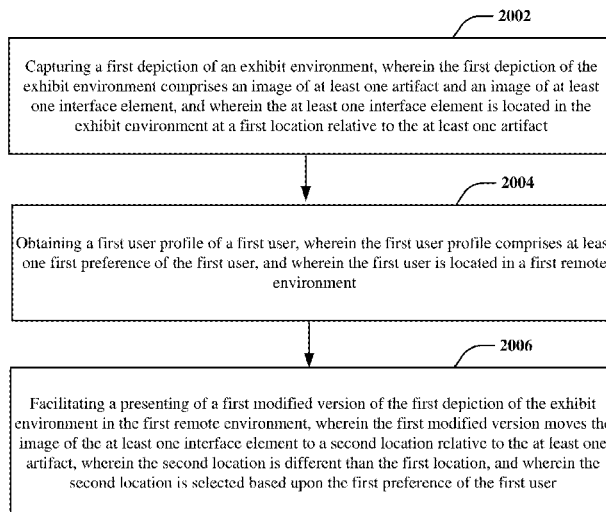 2002
Capturing a first depiction of an exhibit environment, wherein the first depiction of the
exhibit environment comprises an image of at least one artifact and an image of at least
one interface element, and wherein the at least one interface element is located in the
exhibit environment at a first location relative to the at least one artifact
2004
Obtaining a first user profile of a first user, wherein the first user profile comprises at leas
one first preference of the first user, and wherein the first user is located in a first remote
environment
2006
Facilitating a presenting of a first modified version of the first depiction of the exhibit
environment in the first remote environment, wherein the first modified version moves the
image of the at least one interface element to a second location relative to the at least one
artifact, wherein the second location is different than the first location, and wherein the
second location is selected based upon the first preference of the first user